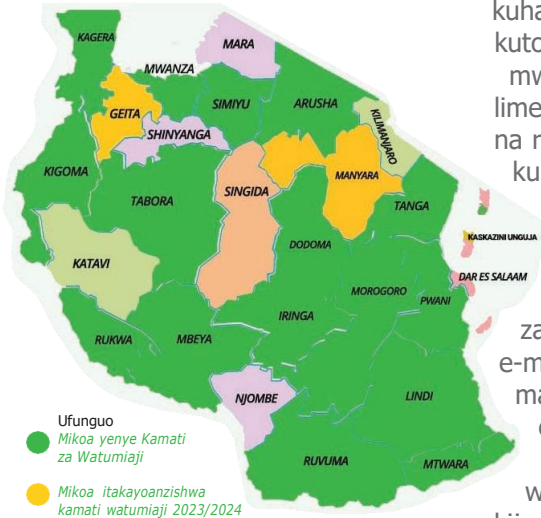 KAGERA
MARA
MWANZA
GEITA
SIMIYU
ARUSHA
SHINYANGA
KILIMANJARO
KIGOMA
TABORA
SINGIDA
MANYARA
TANGA
KASKAZINI UNGUJA
KATAVI
DODOMA
DAR ES SALAAM
MOROGORO
PWANI
IRINGA
RUKWA
MBEYA
NJOMBE
LINDI
RUVUMA
MTWARA
Ufunguo
Mikoa yenye Kamati
za Watumiaji
Mikoa itakayoanzishwa
kamati watumiaji 2023/2024
kuha
kuto
mw
lime
na
ku
za
e-m
ma